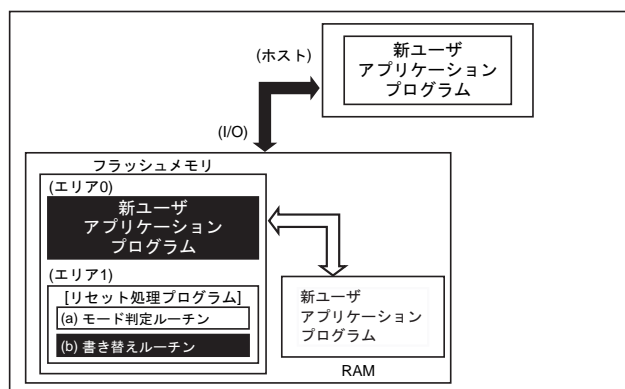 (ホスト)
新ユーザ
アプリケーション
プログラム
(I/O)
フラッシュメモリ
(エリア0)
新ユーザ
アプリケーション
プログラム
(エリア1)
[リセット処理プログラム]
(a) モード判定ルーチン
(b) 書き替えルーチン
新ユーザ
アプリケーション
プログラム
RAM